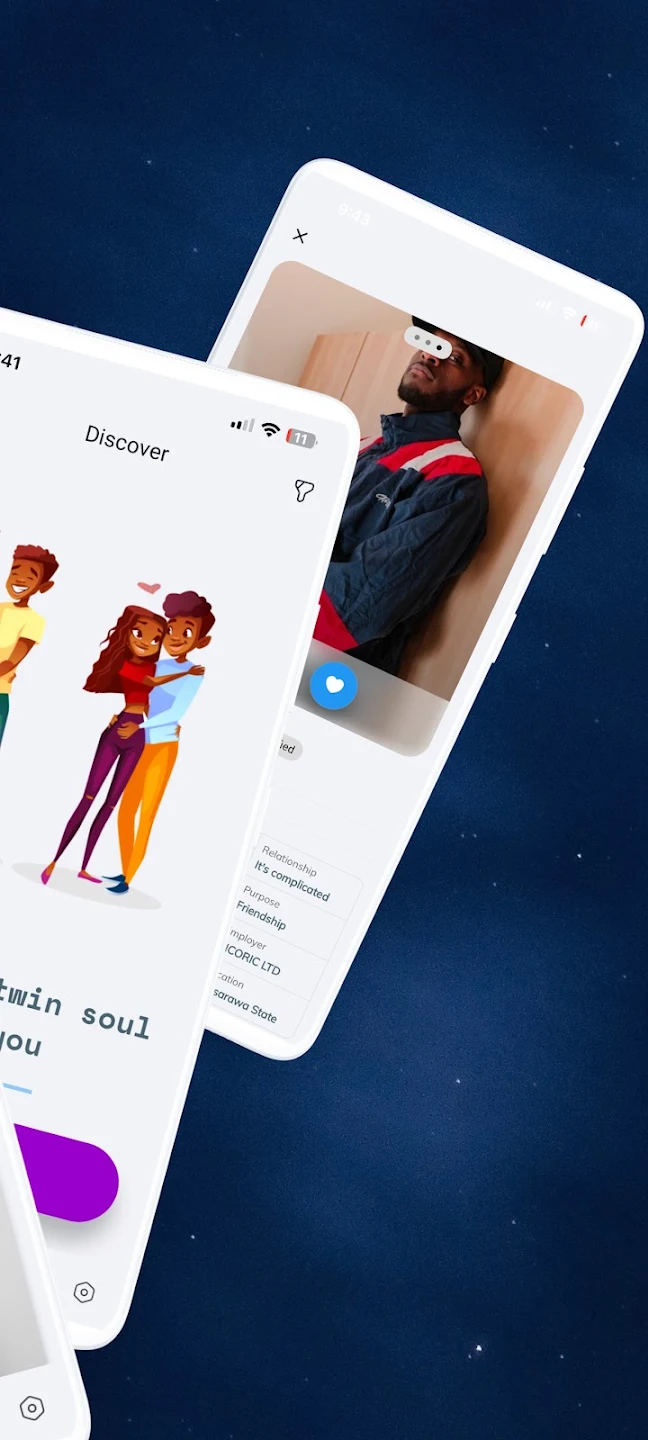 9:43
:41
11
Discover
ied
Relationship
It's complicated
Purpose
Friendship
mployer
ICORIC LTD
cation
sarawa State
twin soul
you